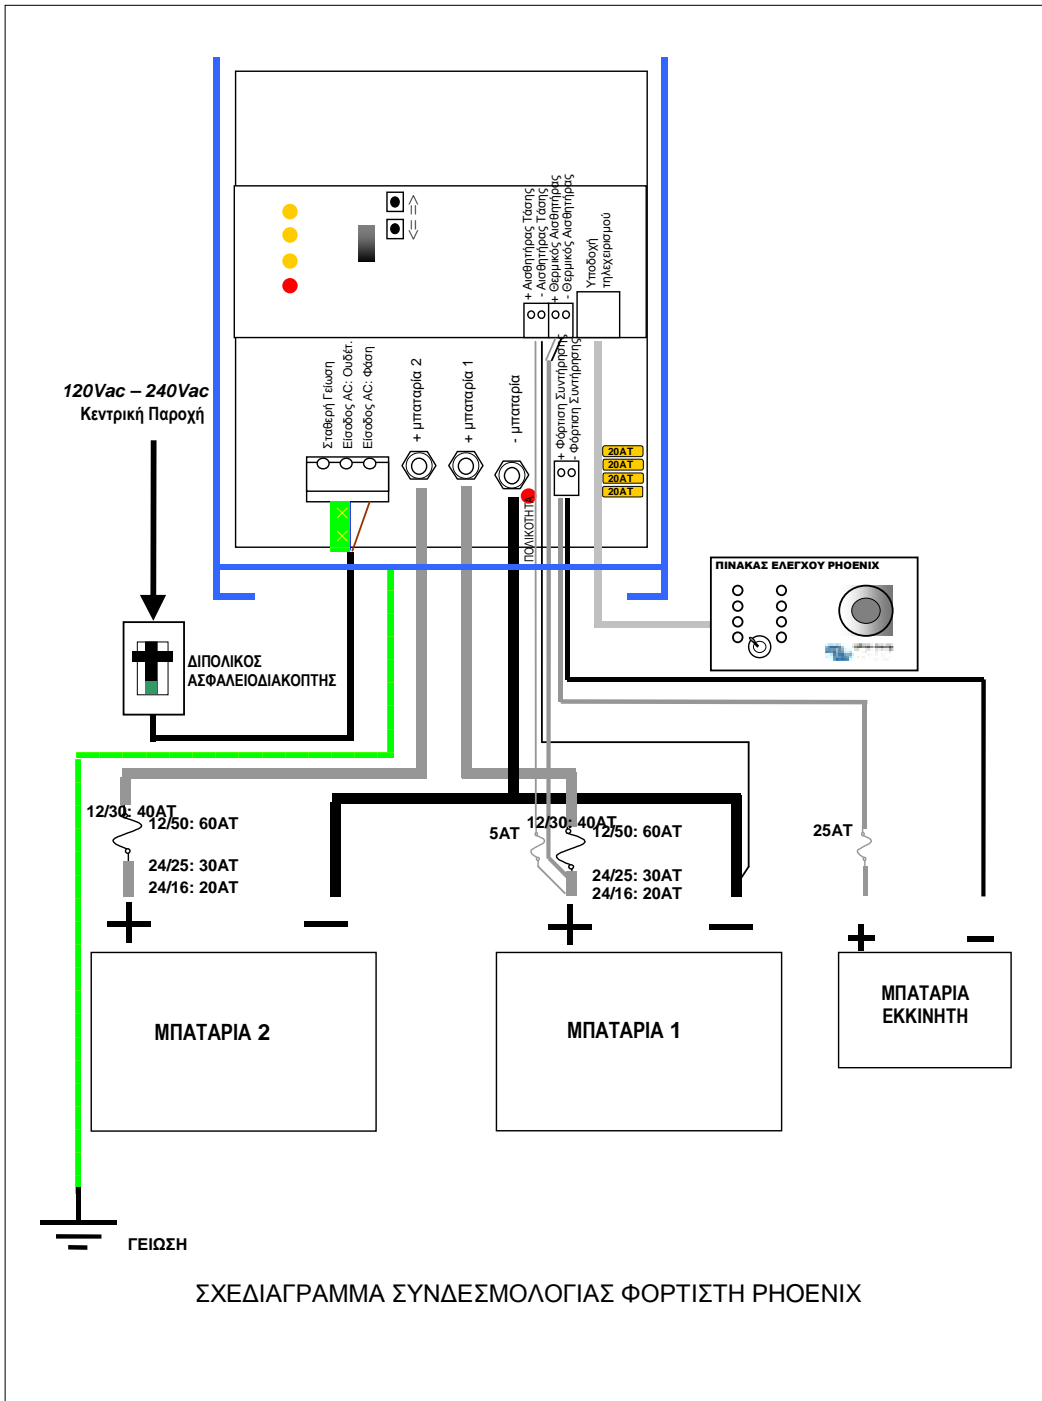 + Αισθητήρας Τάσης
- Αισθητήρας Τάσης
+ Θερμικός Αισθητήρας
- Θερμικός Αισθητήρας
Υποδοχή
τηλεχειρισμού
<= =>
120Vac – 240Vac
Κεντρική Παροχή
Σταθερή Γείωση
Είσοδος AC: Ουδέτ.
Είσοδος AC: Φάση
+ μπαταρία 2
+ μπαταρία 1
- μπαταρία
+ Φόρτιση Συντήρησης
- Φόρτιση Συντήρησης
20AT
20AT
20AT
20AT
ΠΟΛΙΚΟΤΗΤΑ
ΠΙΝΑΚΑΣ ΕΛΕΓΧΟΥ PHOENIX
ΔΙΠΟΛΙΚΟΣ
ΑΣΦΑΛΕΙΟΔΙΑΚΟΠΤΗΣ
12/30: 40AT
12/50: 60AT
24/25: 30AT
24/16: 20AT
5AT
12/30: 40AT
12/50: 60AT
24/25: 30AT
24/16: 20AT
25AT
ΜΠΑΤΑΡΙΑ 2
ΜΠΑΤΑΡΙΑ 1
ΜΠΑΤΑΡΙΑ
ΕΚΚΙΝΗΤΗ
ΓΕΙΩΣΗ
ΣΧΕΔΙΑΓΡΑΜΜΑ ΣΥΝΔΕΣΜΟΛΟΓΙΑΣ ΦΟΡΤΙΣΤΗ PHOENIX